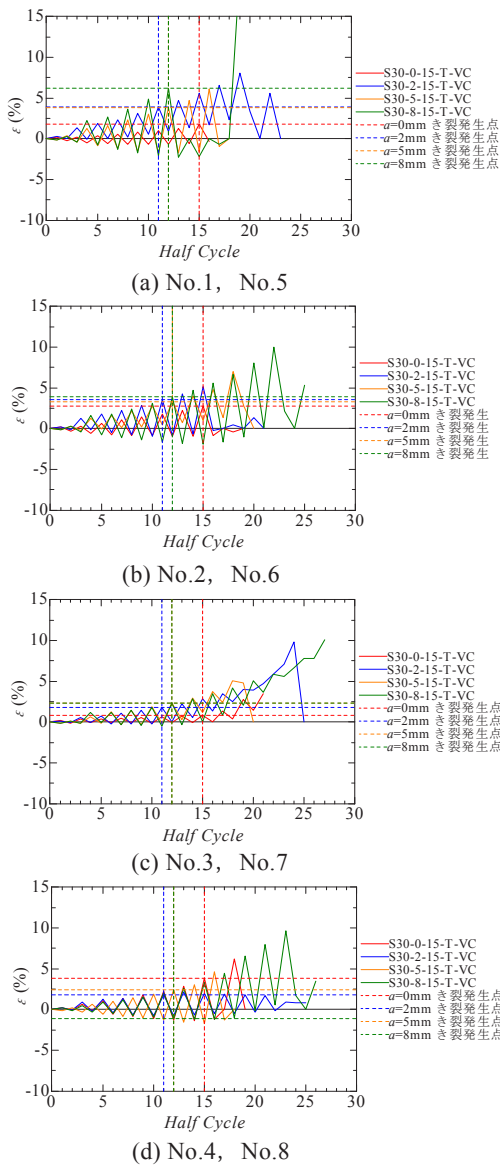 15
10
5
0
-5
-10
ε (%)
0 5 10 15 20 25 30
Half Cycle
S30-0-15-T-VC
S30-2-15-T-VC
S30-5-15-T-VC
S30-8-15-T-VC
a=0mm き裂発生点
a=2mm き裂発生点
a=5mm き裂発生点
a=8mm き裂発生点
(a) No.1, No.5
15
10
5
0
-5
-10
ε (%)
0 5 10 15 20 25 30
Half Cycle
S30-0-15-T-VC
S30-2-15-T-VC
S30-5-15-T-VC
S30-8-15-T-VC
a=0mm き裂発生
a=2mm き裂発生
a=5mm き裂発生
a=8mm き裂発生
(b) No.2, No.6
15
10
5
0
-5
-10
ε (%)
0 5 10 15 20 25 30
Half Cycle
S30-0-15-T-VC
S30-2-15-T-VC
S30-5-15-T-VC
S30-8-15-T-VC
a=0mm き裂発生点
a=2mm き裂発生点
a=5mm き裂発生点
a=8mm き裂発生点
(c) No.3, No.7
15
10
5
0
-5
-10
ε (%)
0 5 10 15 20 25 30
Half Cycle
S30-0-15-T-VC
S30-2-15-T-VC
S30-5-15-T-VC
S30-8-15-T-VC
a=0mm き裂発生点
a=2mm き裂発生点
a=5mm き裂発生点
a=8mm き裂発生点
(d) No.4, No.8